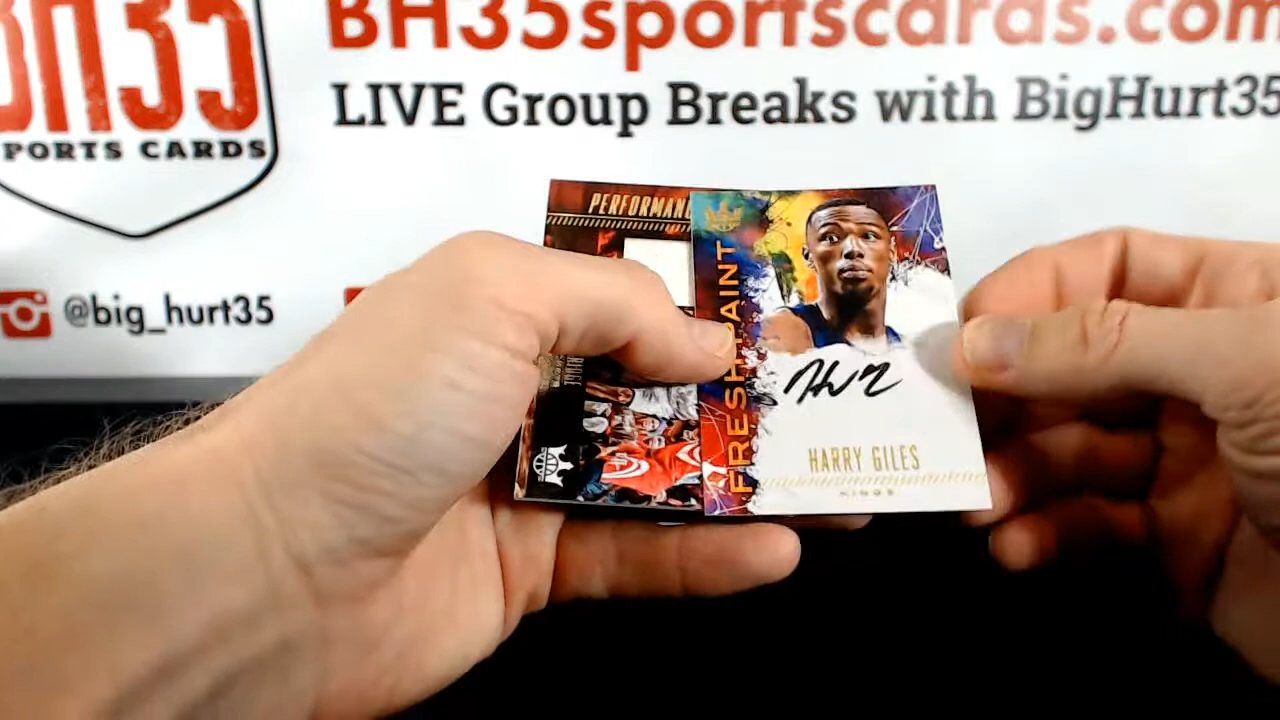 BH35sportscards.com
BH35
PORTS CARDS
LIVE Group Breaks with BigHurt35
@big_hurt35
PERFORMAN
FRESH PAINT
HARRY GILES
KINGS